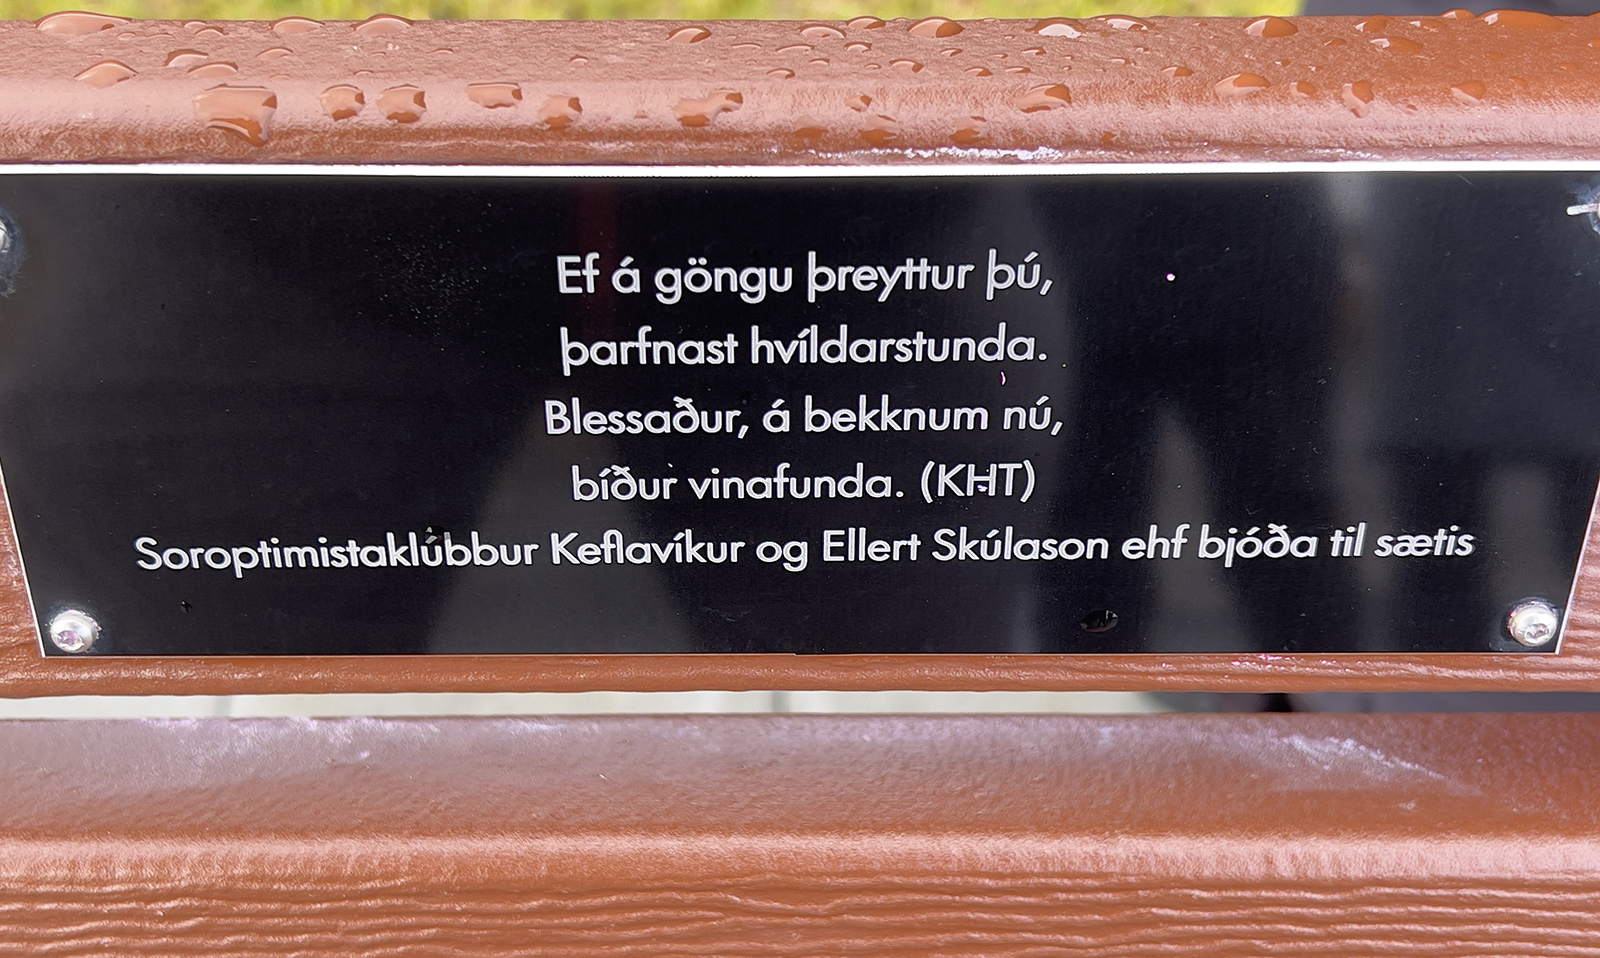 Ef á göngu þreyttur þú,
þarfnast hvíldarstunda.
Blessaður, á bekknum nú,
bíður vinafunda. (KHT)
Soroptimistaklúbbur Keflavíkur og Ellert Skúlason ehf bjóða til sætis